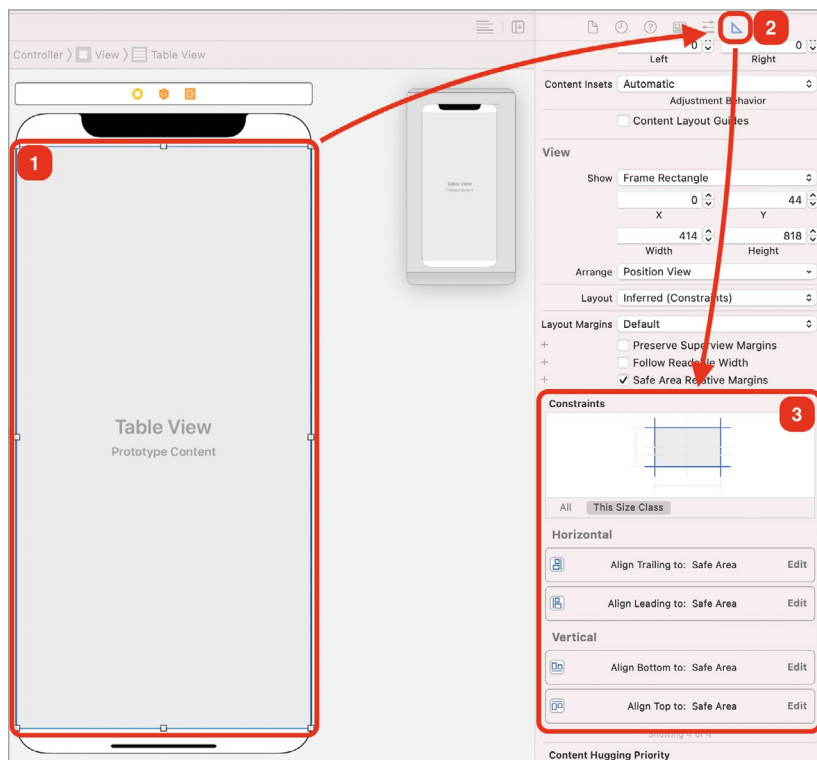 2
Controller 〉 View 〉 Table View
0
0
Left
Right
Content Insets
Automatic
Adjustment Behavior
Content Layout Guides
1
Table View
Prototype Content
View
Show
Frame Rectangle
0
44
X
Y
414
818
Width
Height
Arrange
Position View
Layout
Inferred (Constraints)
Layout Margins
Default
Preserve Superview Margins
Follow Readable Width
Safe Area Relative Margins
Table View
Prototype Content
Constraints
3
All
This Size Class
Horizontal
Align Trailing to: Safe Area
Edit
Align Leading to: Safe Area
Edit
Vertical
Align Bottom to: Safe Area
Edit
Align Top to: Safe Area
Edit
Showing 4 of 4
Content Hugging Priority